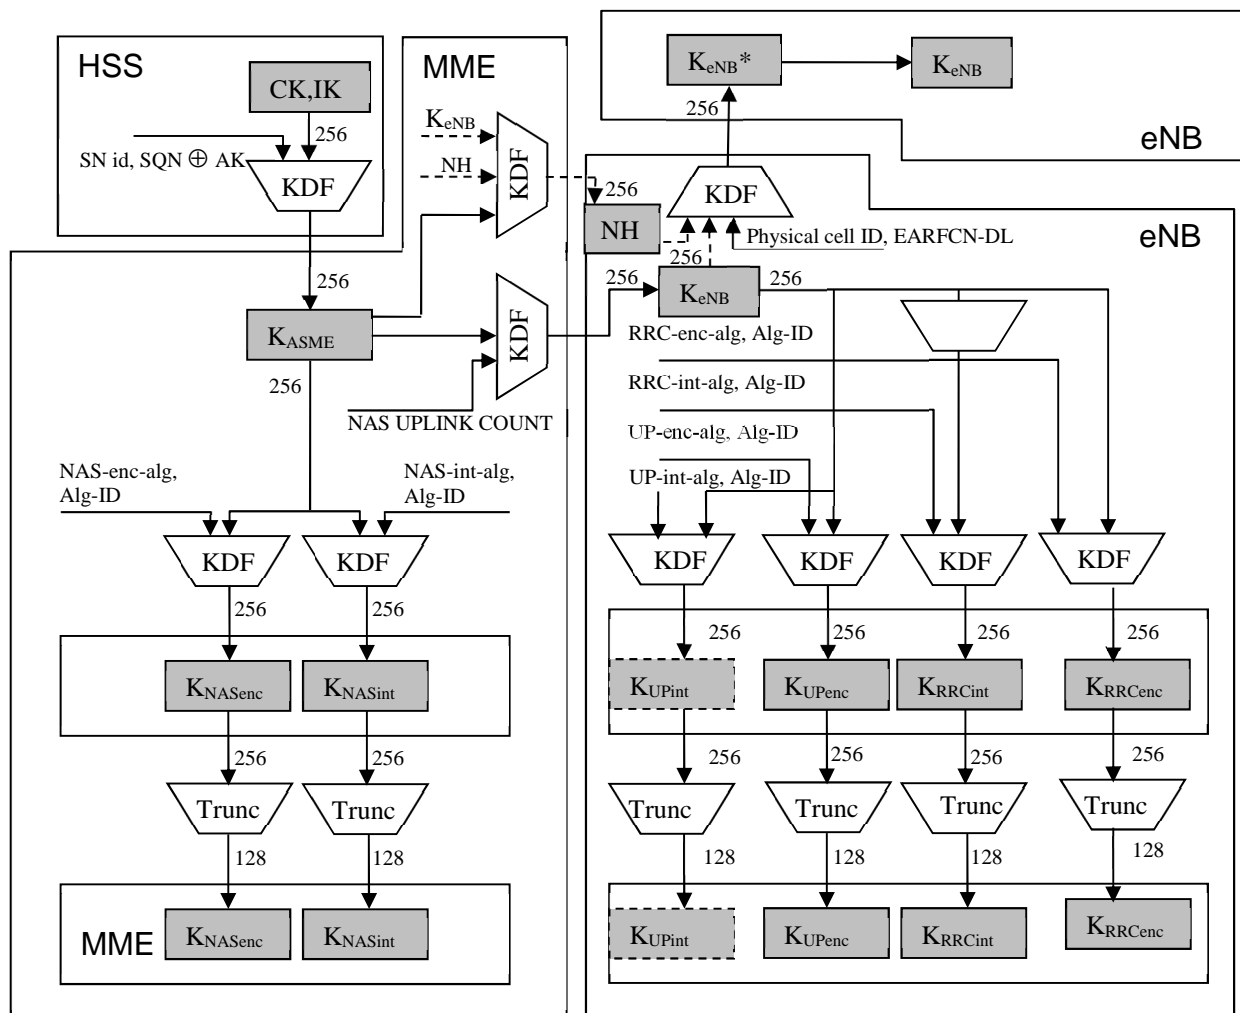 HSS
MME
CK,IK
256
SN id, SQN ⊕ AK
KDF
256
KeNB
NH
KDF
KeNB*
KeNB
256
eNB
KDF
256
NH
Physical cell ID, EARFCN-DL
eNB
256
256
KeNB
256
KASME
256
KDF
NAS UPLINK COUNT
RRC-enc-alg, Alg-ID
RRC-int-alg, Alg-ID
UP-enc-alg, Alg-ID
UP-int-alg, Alg-ID
NAS-enc-alg,
Alg-ID
NAS-int-alg,
Alg-ID
KDF
KDF
KDF
KDF
KDF
KDF
256
256
256
256
256
256
KNASenc
KNASint
KUPint
KUPenc
KRRCint
KRRCenc
256
256
256
256
256
256
Trunc
Trunc
Trunc
Trunc
Trunc
Trunc
128
128
128
128
128
128
MME
KNASenc
KNASint
KUPint
KUPenc
KRRCint
KRRCenc